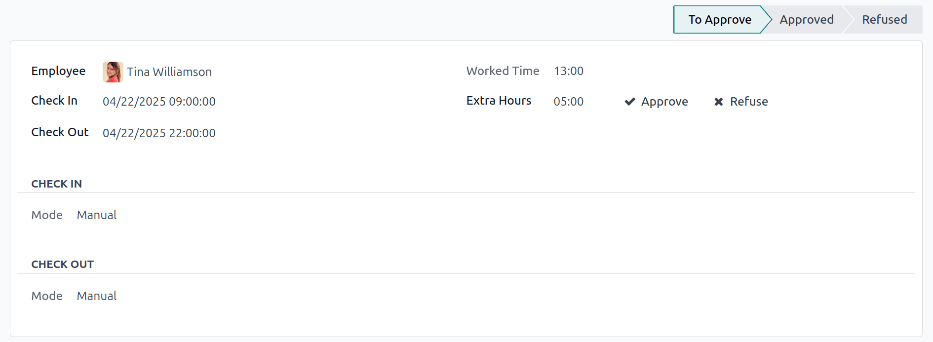 To Approve Approved Refused
Employee Tina Williamson Worked Time 13:00
Check In 04/22/2025 09:00:00 Extra Hours 05:00 Approve Refuse
Check Out 04/22/2025 22:00:00
CHECK IN
Mode Manual
CHECK OUT
Mode Manual